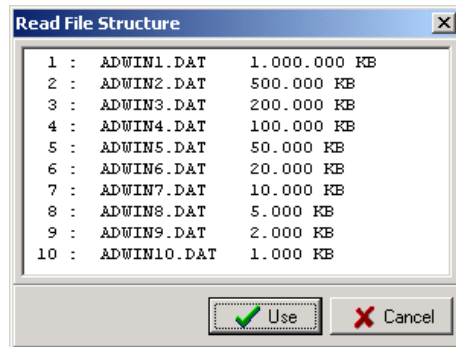 Read File Structure
1 : ADWIN1.DAT 1.000.000 KB
2 : ADWIN2.DAT 500.000 KB
3 : ADWIN3.DAT 200.000 KB
4 : ADWIN4.DAT 100.000 KB
5 : ADWIN5.DAT 50.000 KB
6 : ADWIN6.DAT 20.000 KB
7 : ADWIN7.DAT 10.000 KB
8 : ADWIN8.DAT 5.000 KB
9 : ADWIN9.DAT 2.000 KB
10 : ADWIN10.DAT 1.000 KB
Use Cancel